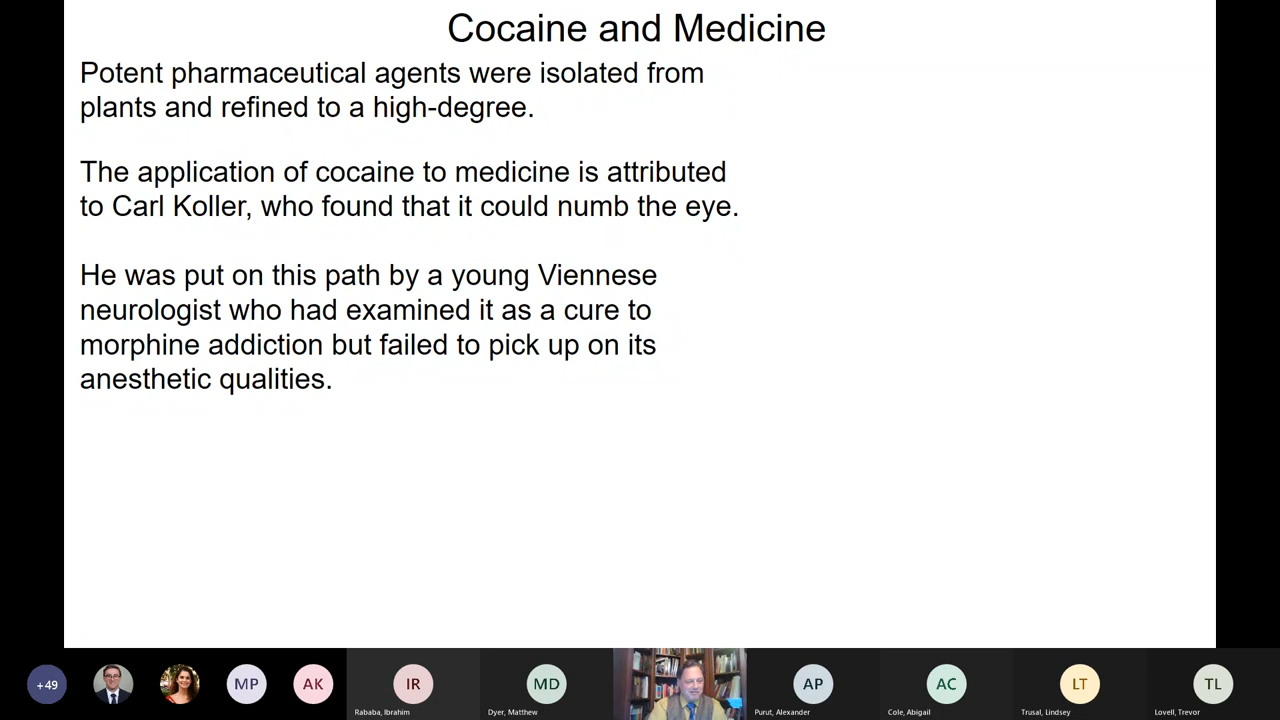 Cocaine and Medicine
Potent pharmaceutical agents were isolated from
plants and refined to a high-degree.
The application of cocaine to medicine is attributed
to Carl Koller, who found that it could numb the eye.
He was put on this path by a young Viennese
neurologist who had examined it as a cure to
morphine addiction but failed to pick up on its
anesthetic qualities.
+49
MP
AK
IR
MD
AP
AC
LT
TL
Rababa, Ibrahim
Dyer, Matthew
Purut, Alexander
Cole, Abigail
Trusal, Lindsey
Lovell, Trevor